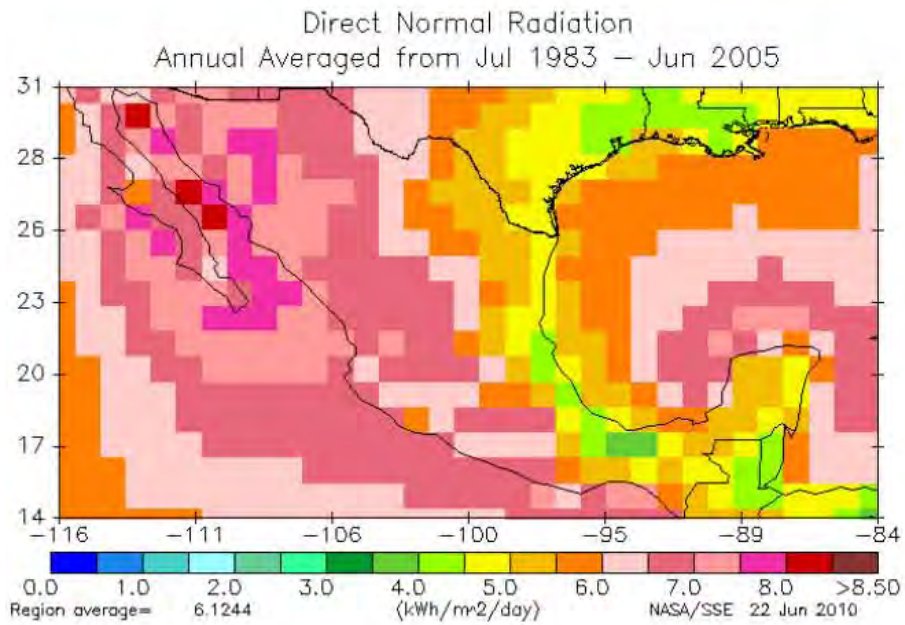 Direct Normal Radiation
Annual Averaged from Jul 1983 – Jun 2005
31
28
26
23
20
17
14
-116 -111 -106 -100 -95 -89 -84
0.0 1.0 2.0 3.0 4.0 5.0 6.0 7.0 8.0 >8.50
Region average= 6.1244 (kWh/m^2/day) NASA/SSE 22 Jun 2010